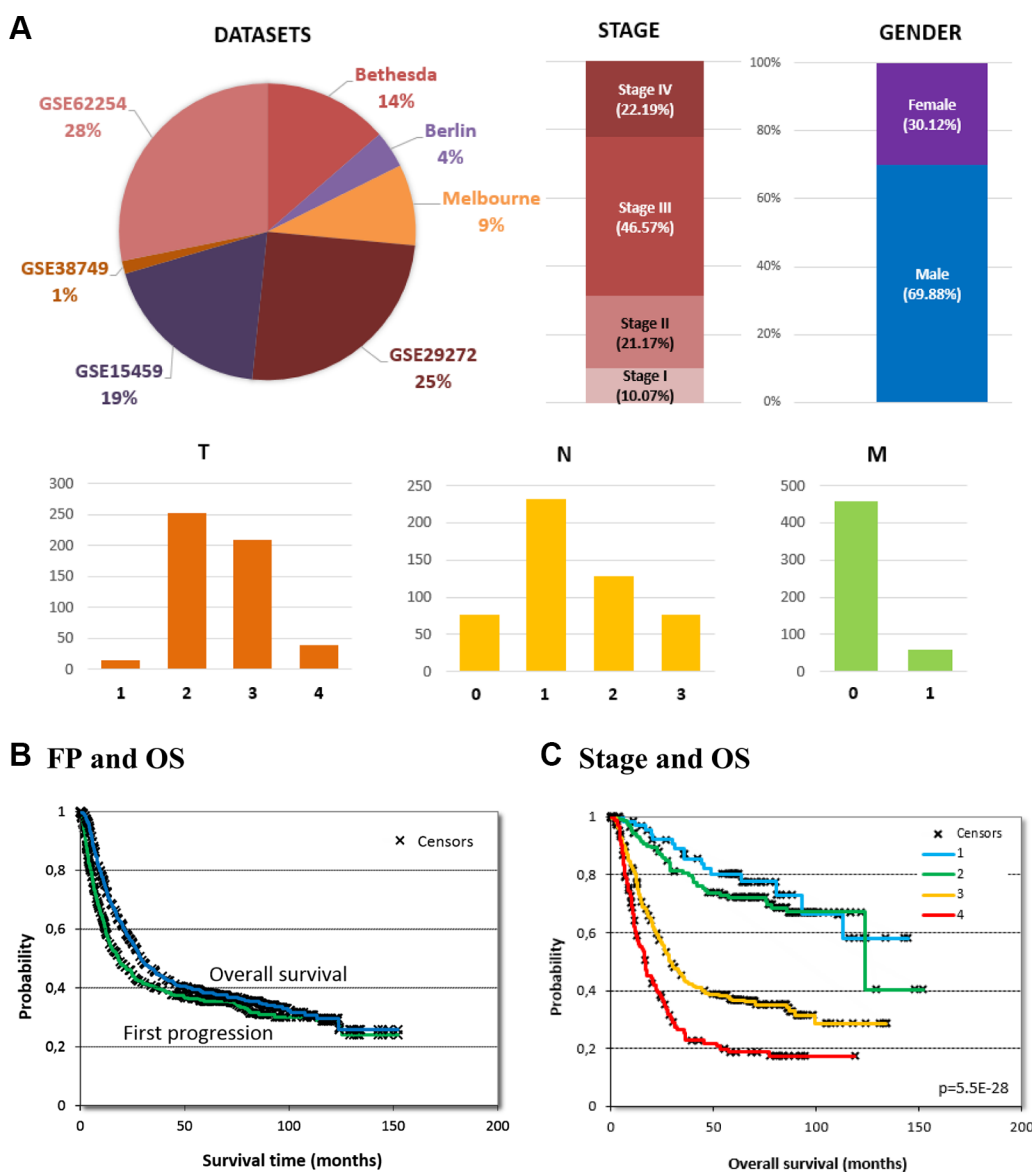 A
DATASETS
STAGE
GENDER
GSE62254
28%
Bethesda
14%
Berlin
4%
Melbourne
9%
GSE38749
1%
GSE15459
19%
GSE29272
25%
Stage IV
(22.19%)
Stage III
(46.57%)
Stage II
(21.17%)
Stage I
(10.07%)
100%
80%
60%
40%
20%
0%
Female
(30.12%)
Male
(69.88%)
T
300
250
200
150
100
50
0
1 2 3 4
N
250
200
150
100
50
0
0 1 2 3
M
500
400
300
200
100
0
0 1
B FP and OS
1
0,8
0,6
0,4
0,2
0
Probability
× Censors
Overall survival
First progression
0 50 100 150 200
Survival time (months)
C Stage and OS
1
0,8
0,6
0,4
0,2
0
Probability
× Censors
1
2
3
4
p=5.5E-28
0 50 100 150 200
Overall survival (months)